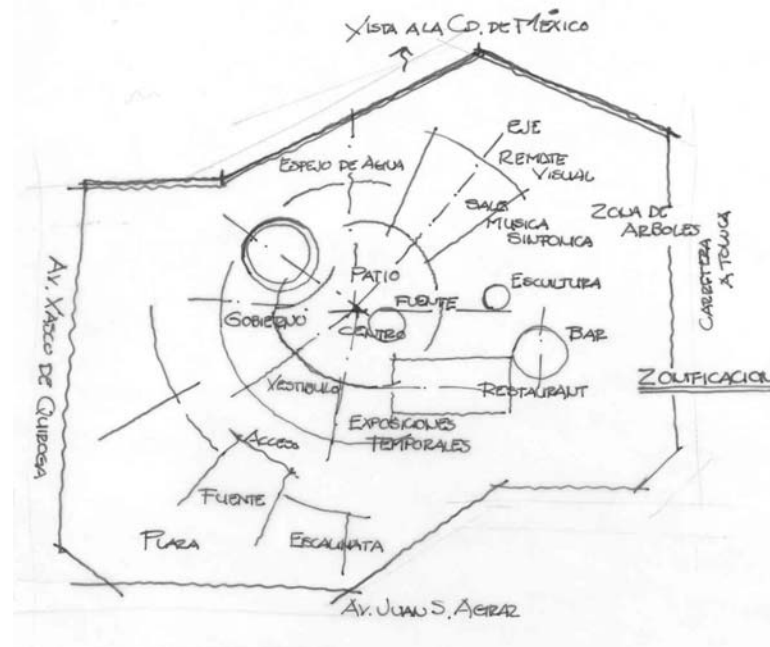 VISTA A LA CD. DE MÉXICO
EJE
REMATE
VISUAL
ESPEJO DE AGUA
SALA
MUSICA
SINFONICA
ZONA DE
ARBOLES
CARRETERA
A TOLUCA
PATIO
ESCULTURA
FUENTE
GOBIERNO
CENTRO
BAR
AV. VASCO DE QUIROGA
VESTIBULO
RESTAURANT
ZONIFICACION
EXPOSICIONES
TEMPORALES
ACCESO
FUENTE
PLAZA
ESCALINATA
AV. JUAN S. AGRAZ